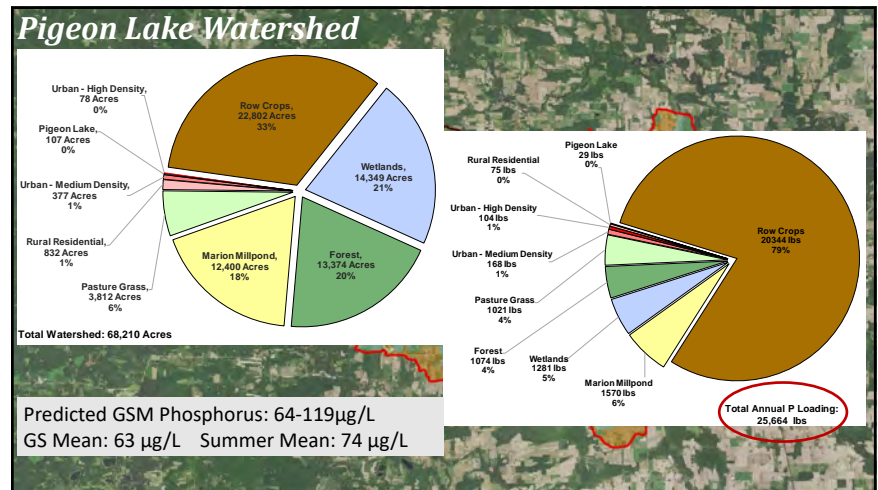 Pigeon Lake Watershed
Urban - High Density,
78 Acres
0%
Pigeon Lake,
107 Acres
0%
Urban - Medium Density,
377 Acres
1%
Rural Residential,
832 Acres
1%
Pasture Grass,
3,812 Acres
6%
Row Crops,
22,802 Acres
33%
Wetlands,
14,349 Acres
21%
Forest,
13,374 Acres
20%
Marion Millpond,
12,400 Acres
18%
Total Watershed: 68,210 Acres
Pigeon Lake
29 lbs
0%
Rural Residential
75 lbs
0%
Urban - High Density
104 lbs
1%
Urban - Medium Density
168 lbs
1%
Pasture Grass
1021 lbs
4%
Forest
1074 lbs
4%
Wetlands
1281 lbs
5%
Marion Millpond
1570 lbs
6%
Row Crops
20344 lbs
79%
Total Annual P Loading:
25,664 lbs
Predicted GSM Phosphorus: 64-119µg/L
GS Mean: 63 µg/L Summer Mean: 74 µg/L